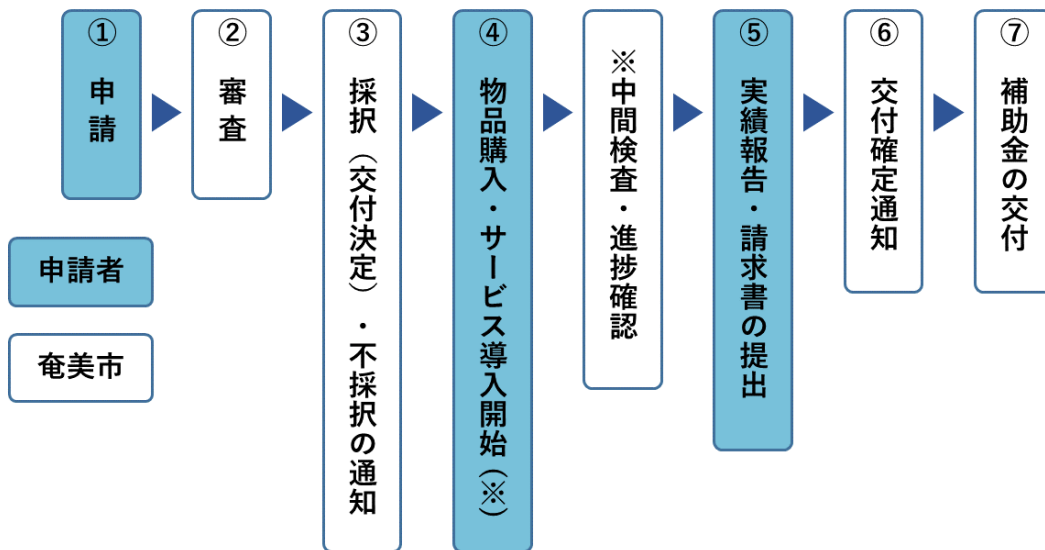 ①
申請
②
審査
③
採択（交付決定）・不採択の通知
④
物品購入・サービス導入開始(※)
※中間検査・進捗確認
⑤
実績報告・請求書の提出
⑥
交付確定通知
⑦
補助金の交付
申請者
奄美市